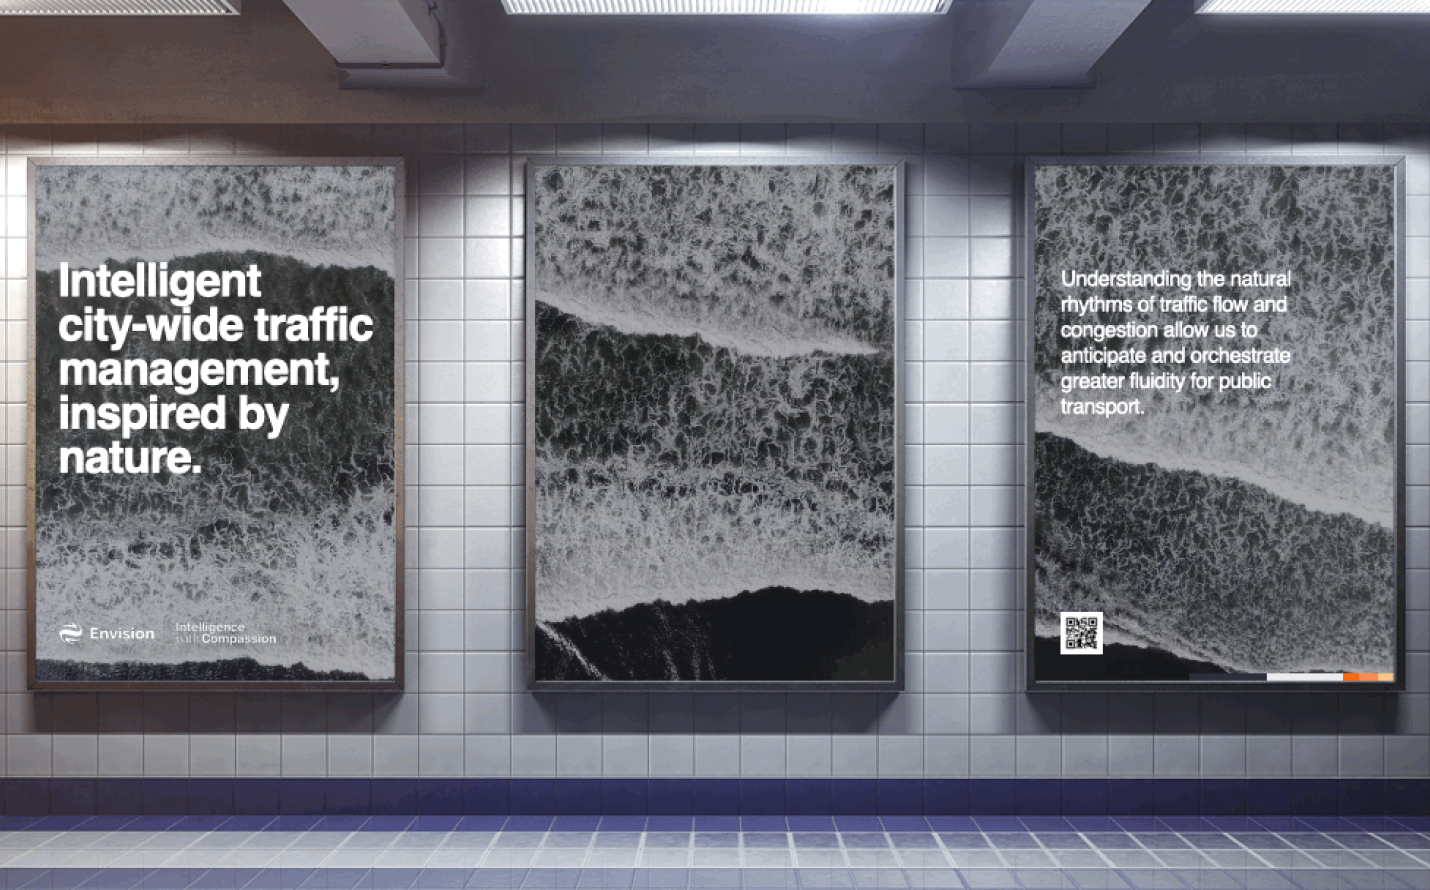 Intelligent
city-wide traffic
management,
inspired by
nature.
Envision
Intelligence
with Compassion
Understanding the natural
rhythms of traffic flow and
congestion allow us to
anticipate and orchestrate
greater fluidity for public
transport.